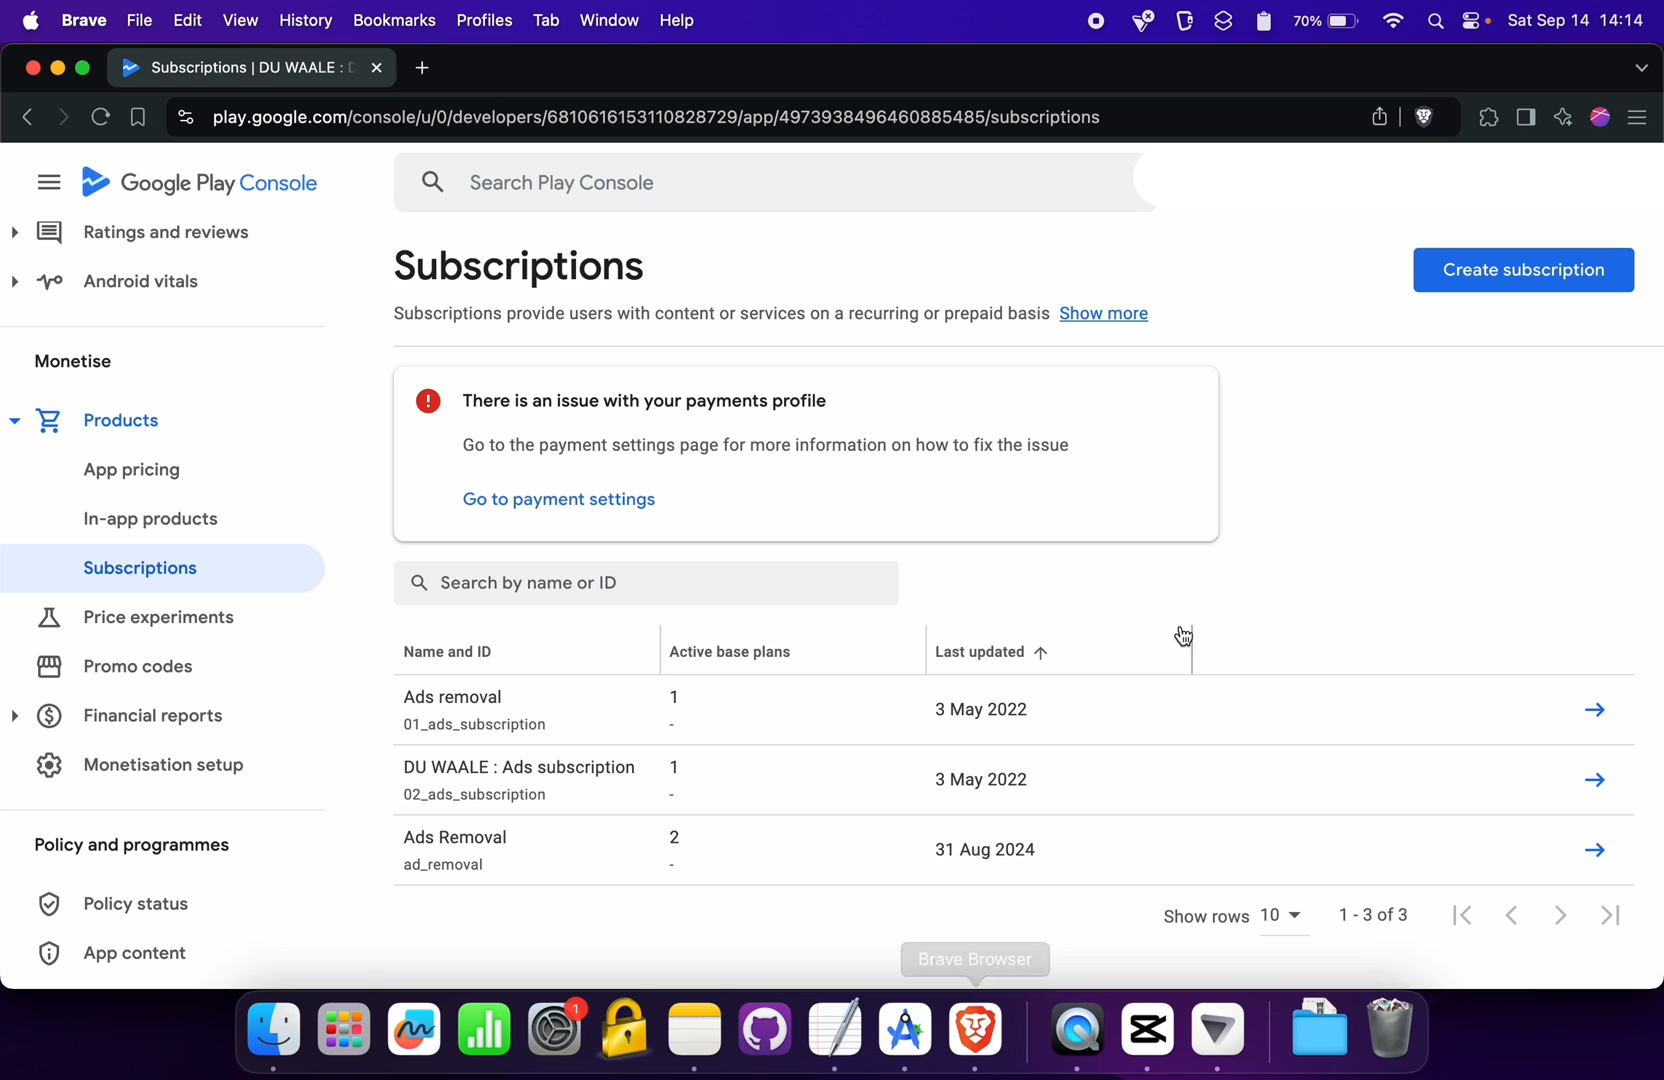 Brave File Edit View History Bookmarks Profiles Tab Window Help 70% Sat Sep 14 14:14
Subscriptions | DU WAALE : D
play.google.com/console/u/0/developers/6810616153110828729/app/4973938496460885485/subscriptions
Google Play Console
Search Play Console
Ratings and reviews
Android vitals
Monetise
Products
App pricing
In-app products
Subscriptions
Price experiments
Promo codes
Financial reports
Monetisation setup
Policy and programmes
Policy status
App content
Subscriptions
Create subscription
Subscriptions provide users with content or services on a recurring or prepaid basis Show more
There is an issue with your payments profile
Go to the payment settings page for more information on how to fix the issue
Go to payment settings
Search by name or ID
Name and ID Active base plans Last updated
Ads removal 1 3 May 2022
01_ads_subscription -
DU WAALE : Ads subscription 1 3 May 2022
02_ads_subscription -
Ads Removal 2 31 Aug 2024
ad_removal -
Show rows 10 1 - 3 of 3
Brave Browser
1